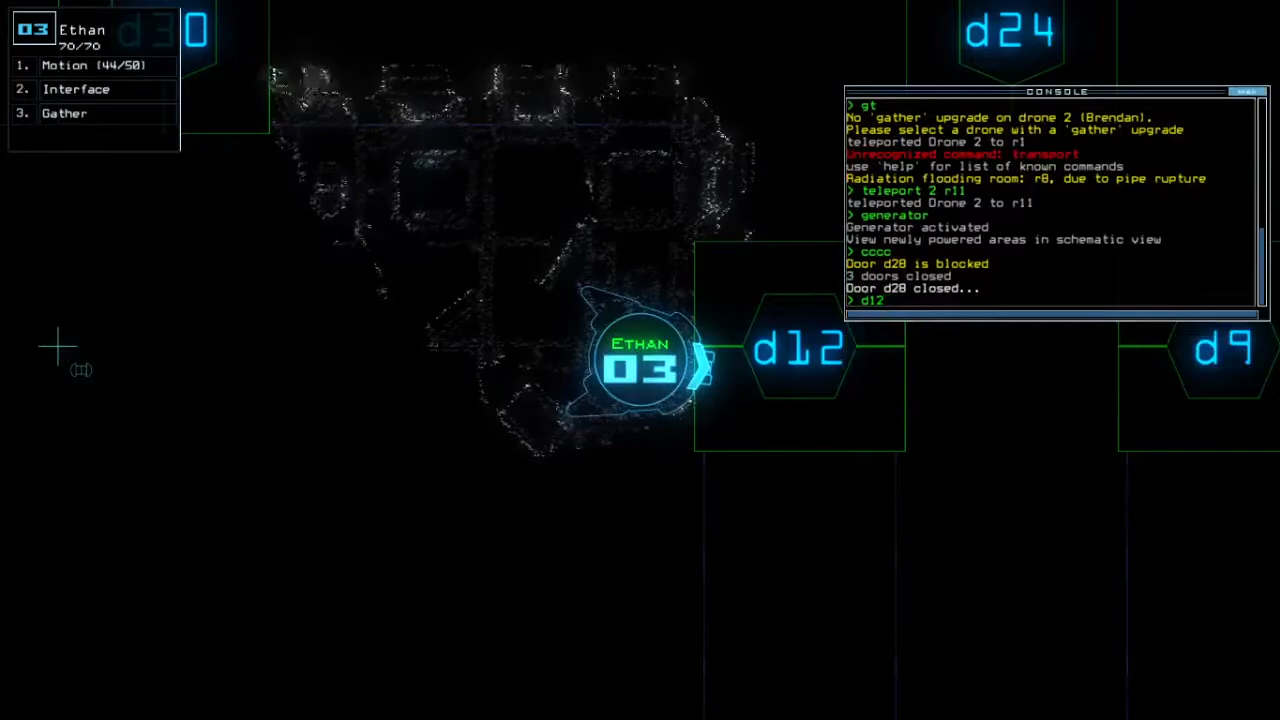 03 Ethan
70/70
1. Motion (44/50)
2. Interface
3. Gather
d30
d24
CONSOLE
> gt
No 'gather' upgrade on drone 2 (Brendan).
Please select a drone with a 'gather' upgrade
teleported Drone 2 to r1
Unrecognized command: transport
use 'help' for list of known commands
Radiation flooding room: r8, due to pipe rupture
> teleport 2 r11
teleported Drone 2 to r11
> generator
Generator activated
View newly powered areas in schematic view
> cccc
Door d28 is blocked
3 doors closed
Door d28 closed...
> d12
ETHAN
03
d12
d9